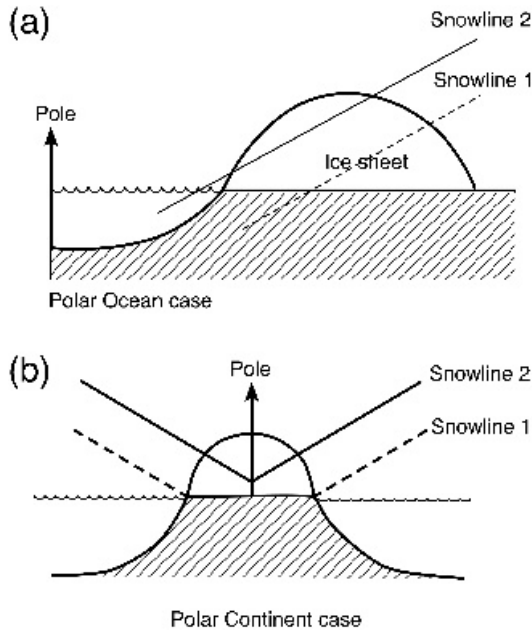 (a)
Snowline 2
Snowline 1
Pole
Ice sheet
Polar Ocean case
(b)
Pole
Snowline 2
Snowline 1
Polar Continent case